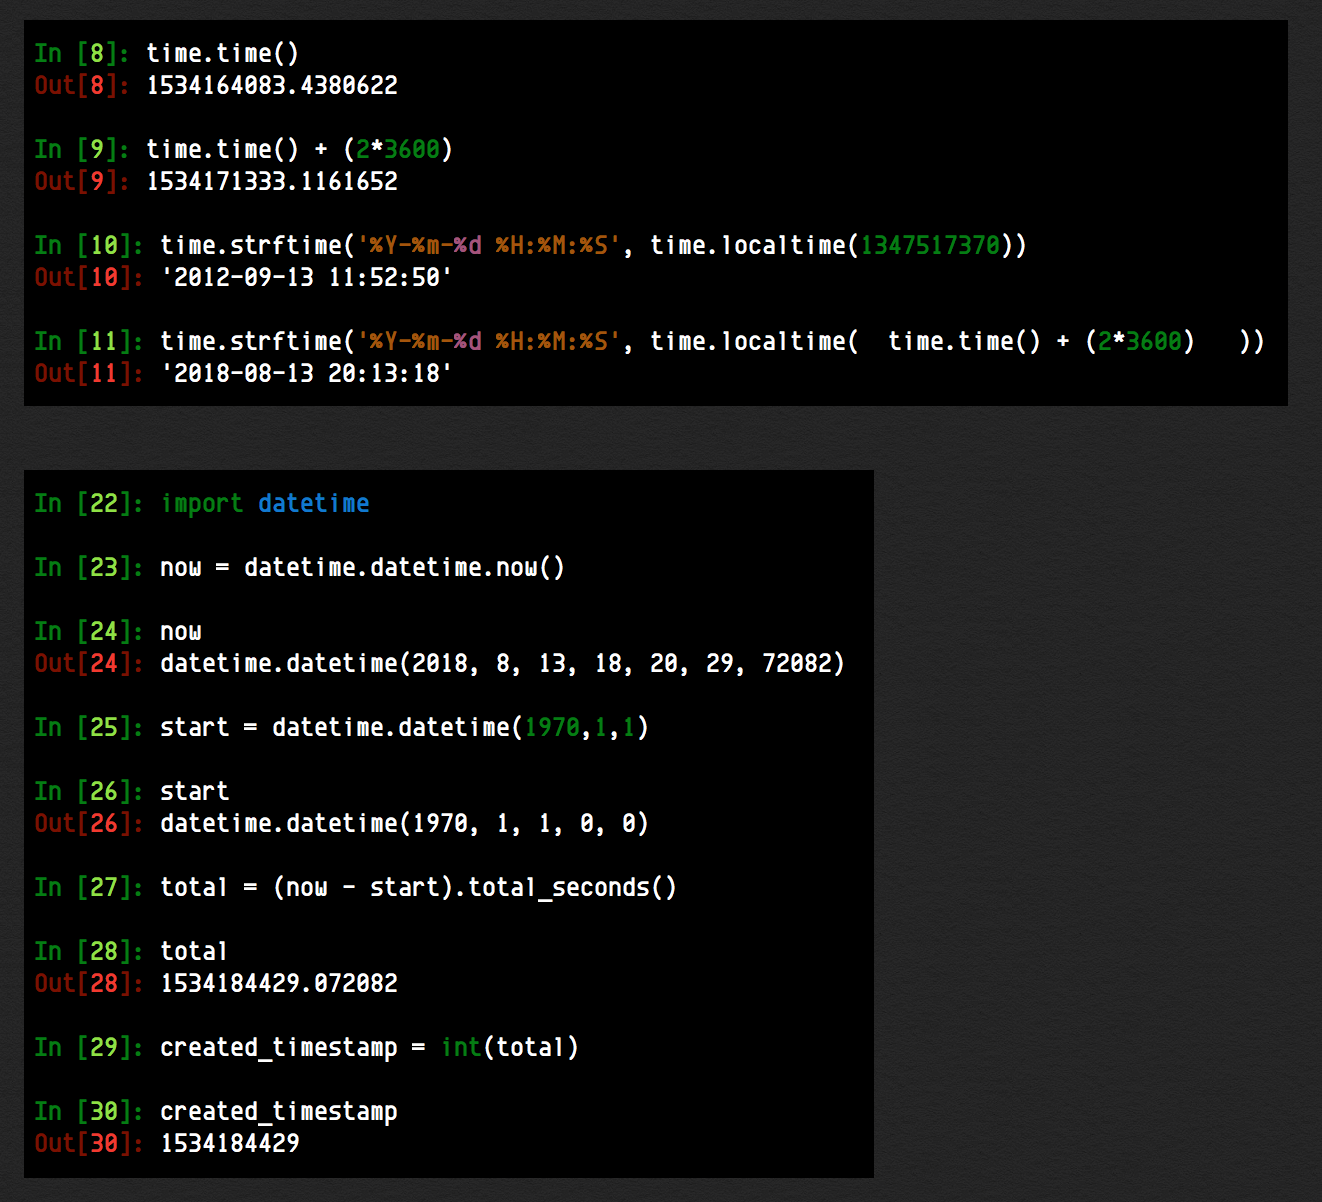 In [8]: time.time()
Out[8]: 1534164083.4380622
In [9]: time.time() + (2*3600)
Out[9]: 1534171333.1161652
In [10]: time.strftime('%Y-%m-%d %H:%M:%S', time.localtime(1347517370))
Out[10]: '2012-09-13 11:52:50'
In [11]: time.strftime('%Y-%m-%d %H:%M:%S', time.localtime(  time.time() + (2*3600)   ))
Out[11]: '2018-08-13 20:13:18'
In [22]: import datetime
In [23]: now = datetime.datetime.now()
In [24]: now
Out[24]: datetime.datetime(2018, 8, 13, 18, 20, 29, 72082)
In [25]: start = datetime.datetime(1970,1,1)
In [26]: start
Out[26]: datetime.datetime(1970, 1, 1, 0, 0)
In [27]: total = (now - start).total_seconds()
In [28]: total
Out[28]: 1534184429.072082
In [29]: created_timestamp = int(total)
In [30]: created_timestamp
Out[30]: 1534184429